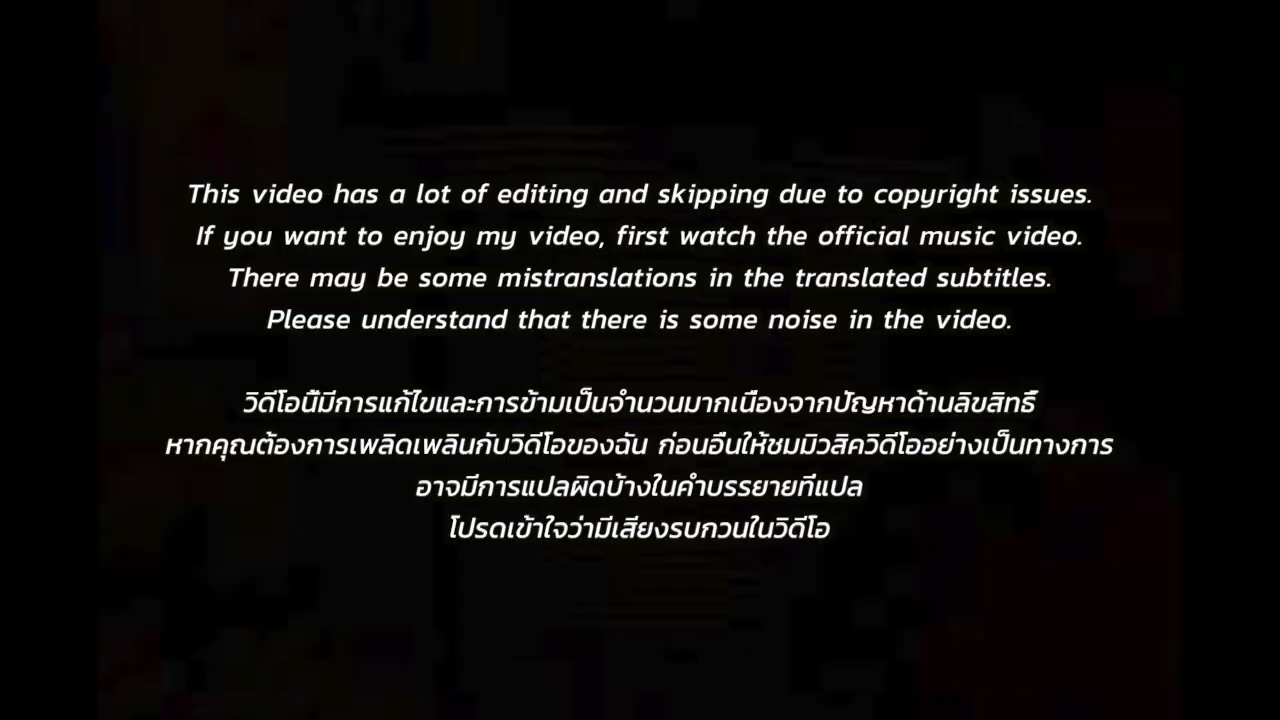 This video has a lot of editing and skipping due to copyright issues.
If you want to enjoy my video, first watch the official music video.
There may be some mistranslations in the translated subtitles.
Please understand that there is some noise in the video.
วิดีโอนี้มีการแก้ไขและการข้ามเป็นจำนวนมากเนื่องจากปัญหาด้านลิขสิทธิ์
หากคุณต้องการเพลิดเพลินกับวิดีโอของฉัน ก่อนอื่นให้ชมมิวสิควิดีโออย่างเป็นทางการ
อาจมีการแปลผิดบ้างในคำบรรยายที่แปล
โปรดเข้าใจว่ามีเสียงรบกวนในวิดีโอ